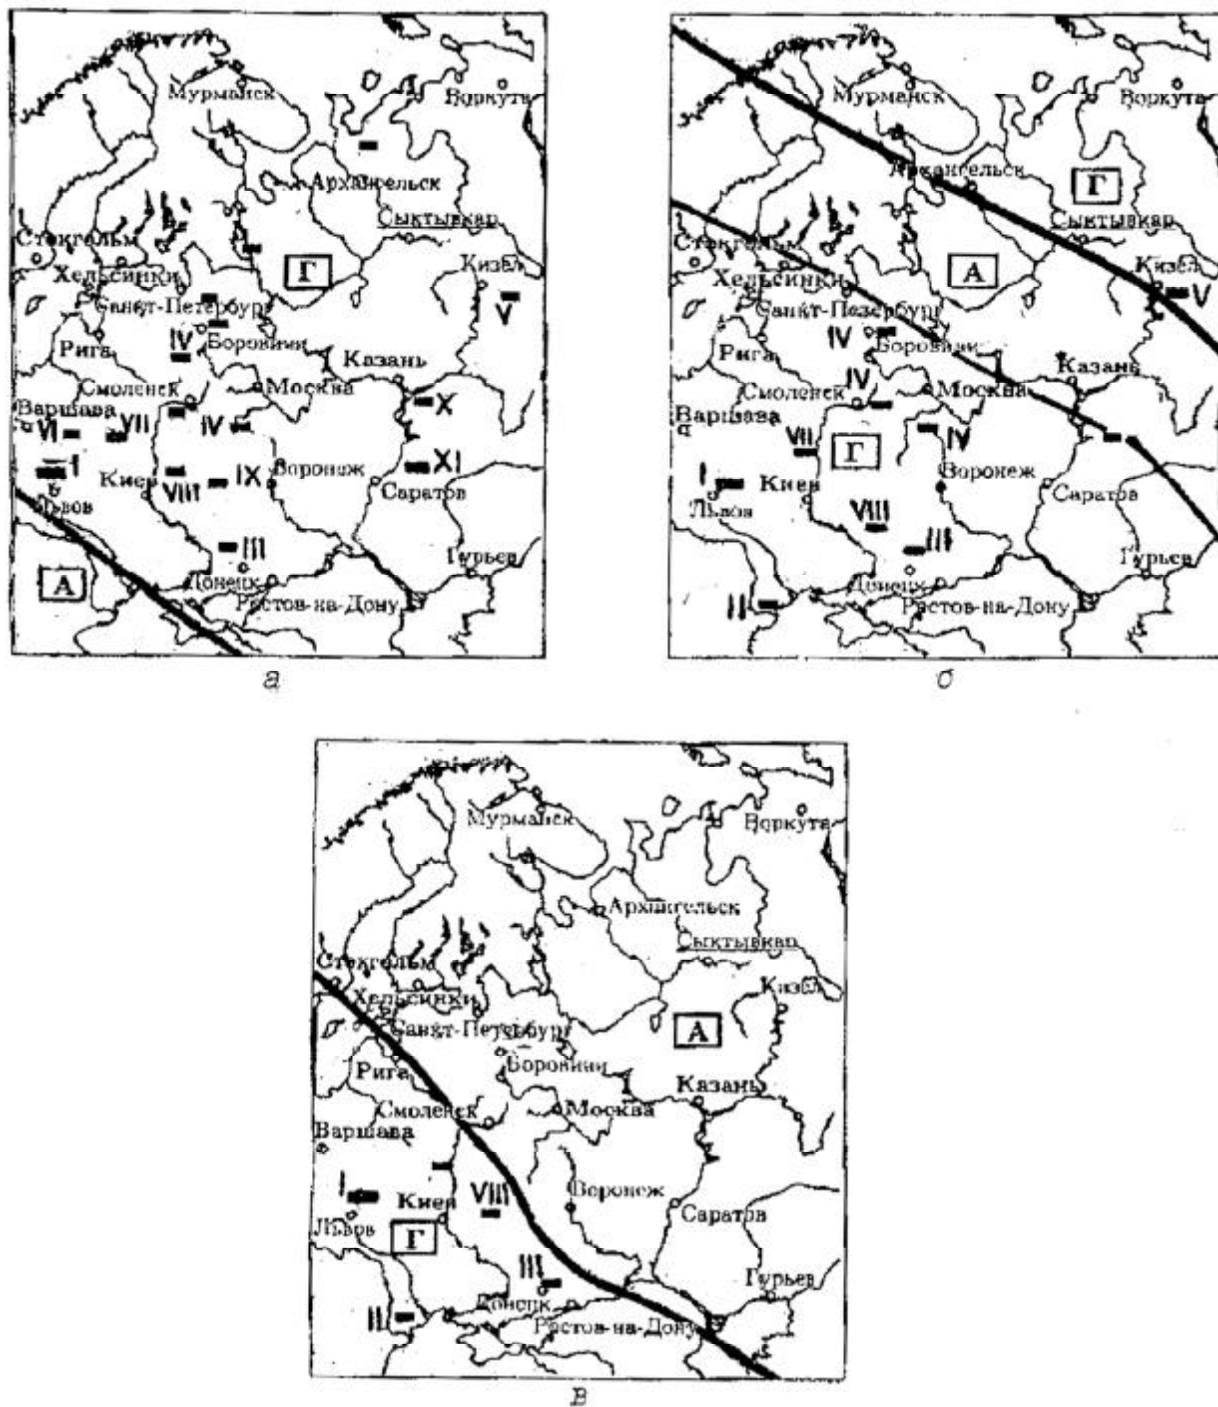 Мурманск
Воркута
Архангельск
Сыктывкар
Стокгольм
Г
Кизел
Хельсинки
V
Санкт-Петербург
IV
Боровичи
Рига
Казань
Смоленск
Москва
X
Варшава
VII
IV
VI
I
IX
Воронеж
XI
Киев
VIII
Саратов
Львов
III
Гурьев
А
Донецк
Ростов-на-Дону
а
Мурманск
Воркута
Архангельск
Г
Сыктывкар
Стокгольм
А
Хельсинки
Кизел
V
Санкт-Петербург
IV
Боровичи
Рига
IV
Казань
Смоленск
Москва
Варшава
VII
Г
IV
I
Воронеж
Киев
Саратов
Львов
VIII
III
Гурьев
Донецк
II
Ростов-на-Дону
б
Мурманск
Воркута
Архангельск
Сыктывкар
Стокгольм
Кизел
Хельсинки
Санкт-Петербург
А
Боровичи
Рига
Казань
Смоленск
Москва
Варшава
I
Киев
VIII
Воронеж
Саратов
Львов
Г
III
Гурьев
Донецк
II
Ростов-на-Дону
в